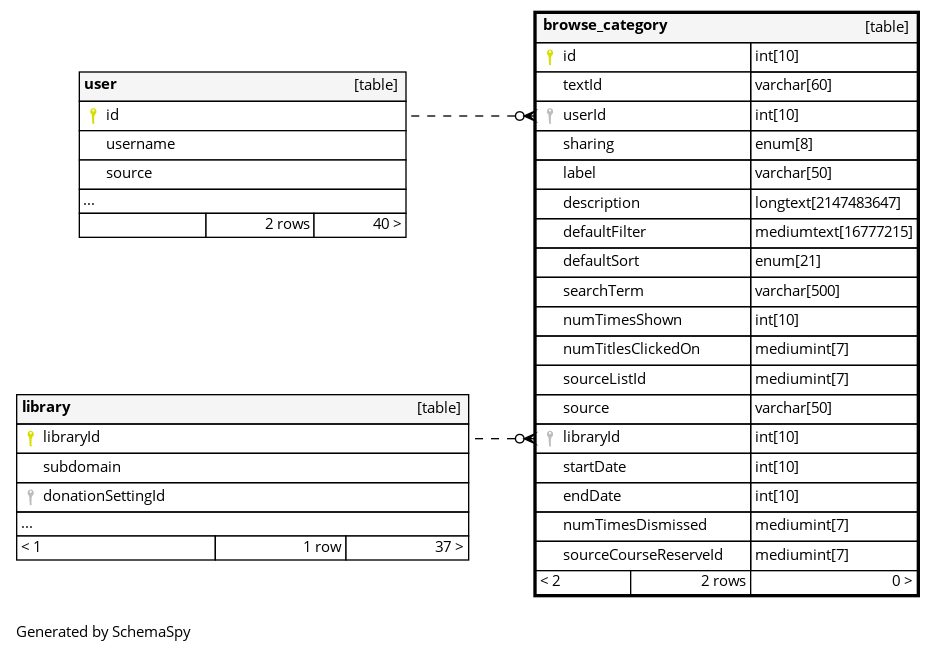 user [table]
id
username
source
...
2 rows 40 >
library [table]
libraryId
subdomain
donationSettingId
...
< 1 1 row 37 >
browse_category [table]
id int[10]
textId varchar[60]
userId int[10]
sharing enum[8]
label varchar[50]
description longtext[2147483647]
defaultFilter mediumtext[16777215]
defaultSort enum[21]
searchTerm varchar[500]
numTimesShown int[10]
numTitlesClickedOn mediumint[7]
sourceListId mediumint[7]
source varchar[50]
libraryId int[10]
startDate int[10]
endDate int[10]
numTimesDismissed mediumint[7]
sourceCourseReserveId mediumint[7]
< 2 2 rows 0 >
Generated by SchemaSpy